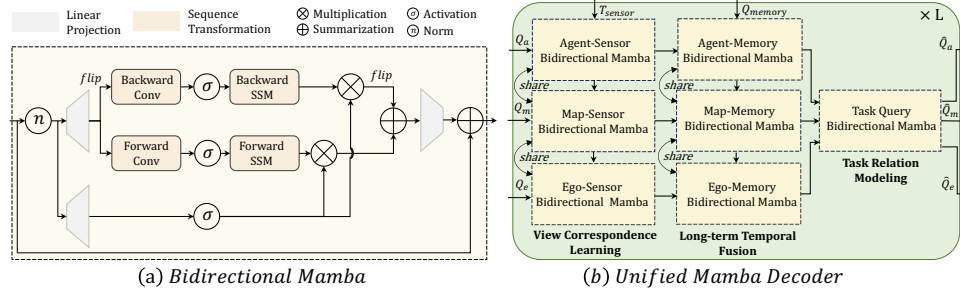 Linear
Projection
Sequence
Transformation
Multiplication
Summarization
σ Activation
n Norm
flip
Backward
Conv
σ
Backward
SSM
flip
n
Forward
Conv
σ
Forward
SSM
σ
(a) Bidirectional Mamba
T_sensor
Q_memory
× L
Q_a
Agent-Sensor
Bidirectional Mamba
Agent-Memory
Bidirectional Mamba
Q̂_a
share
share
Q_m
Map-Sensor
Bidirectional Mamba
Map-Memory
Bidirectional Mamba
Task Query
Bidirectional Mamba
Q̂_m
share
share
Task Relation
Modeling
Q_e
Ego-Sensor
Bidirectional Mamba
Ego-Memory
Bidirectional Mamba
Q̂_e
View Correspondence
Learning
Long-term Temporal
Fusion
(b) Unified Mamba Decoder